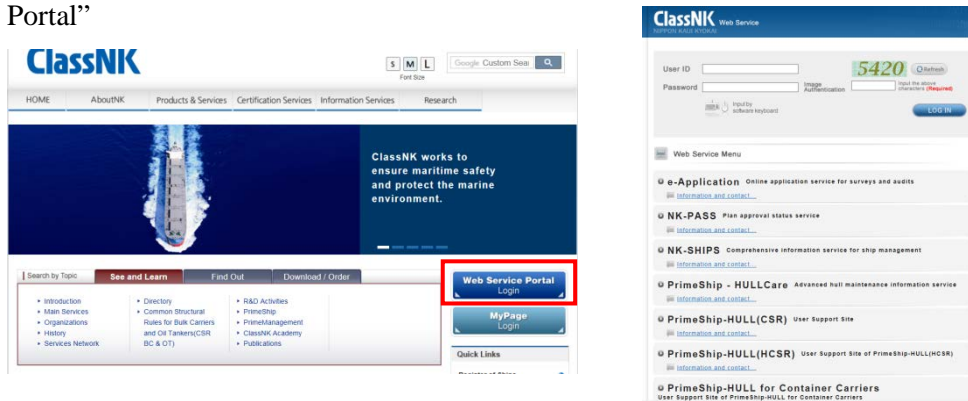 Portal”
ClassNK
S M L
Font Size
Google Custom Sear
HOME AboutNK Products & Services Certification Services Information Services Research
ClassNK works to
ensure maritime safety
and protect the marine
environment.
Search by Topic See and Learn Find Out Download / Order
Introduction
Main Services
Organizations
History
Services Network
Directory
Common Structural
Rules for Bulk Carriers
and Oil Tankers(CSR
BC & OT)
R&D Activities
PrimeShip
PrimeManagement
ClassNK Academy
Publications
Web Service Portal
Login
MyPage
Login
Quick Links
ClassNK Web Service
NIPPON KAIJI KYOKAI
User ID
Password
Image
Authentication
5420 Refresh
Input the above
characters (Required)
Input by
software keyboard
LOG IN
Web Service Menu
e-Application Online application service for surveys and audits
Information and contact...
NK-PASS Plan approval status service
Information and contact...
NK-SHIPS Comprehensive information service for ship management
Information and contact...
PrimeShip - HULLCare Advanced hull maintenance information service
Information and contact...
PrimeShip-HULL(CSR) User Support Site
Information and contact...
PrimeShip-HULL(HCSR) User Support Site of PrimeShip-HULL(HCSR)
Information and contact...
PrimeShip-HULL for Container Carriers
User Support Site of PrimeShip-HULL for Container Carriers